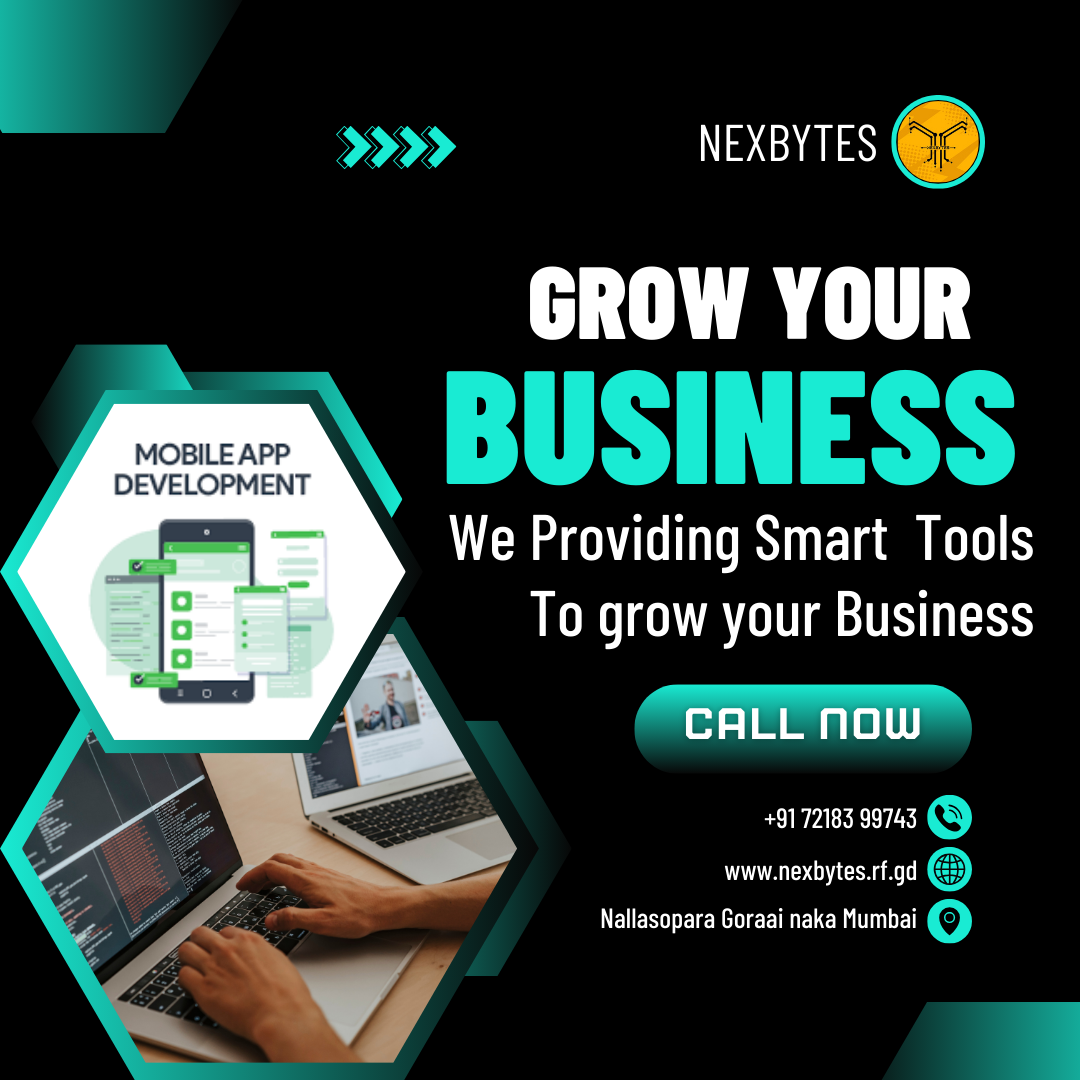 NEXBYTES
NEXBYTES
GROW YOUR
BUSINESS
We Providing Smart Tools
To grow your Business
MOBILE APP
DEVELOPMENT
CALL NOW
+91 72183 99743
www.nexbytes.rf.gd
Nallasopara Goraai naka Mumbai